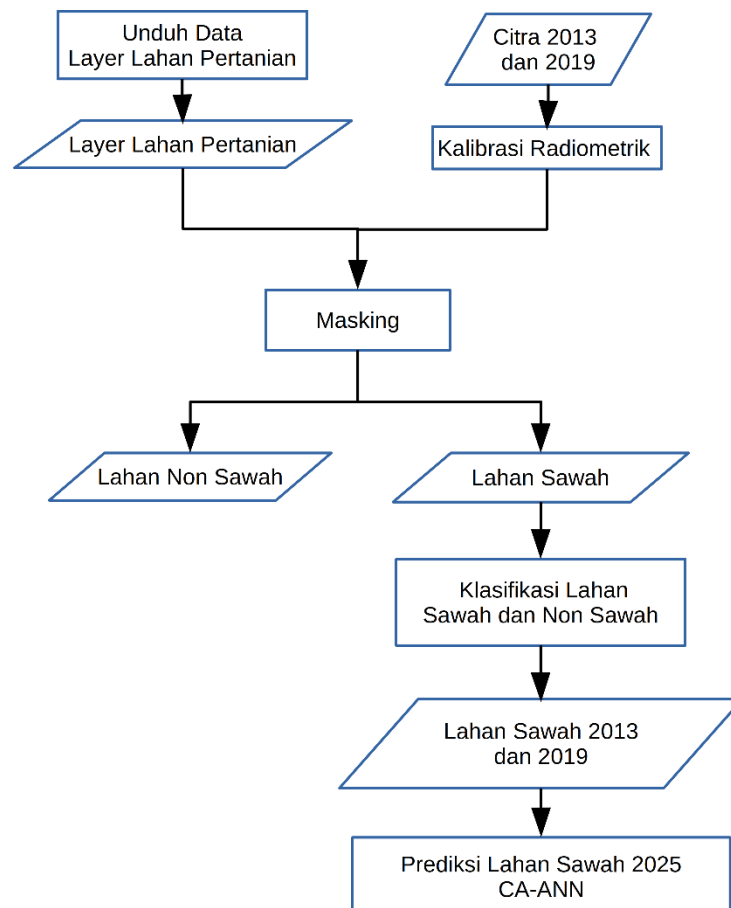 Unduh Data
Layer Lahan Pertanian
Citra 2013
dan 2019
Layer Lahan Pertanian
Kalibrasi Radiometrik
Masking
Lahan Non Sawah
Lahan Sawah
Klasifikasi Lahan
Sawah dan Non Sawah
Lahan Sawah 2013
dan 2019
Prediksi Lahan Sawah 2025
CA-ANN